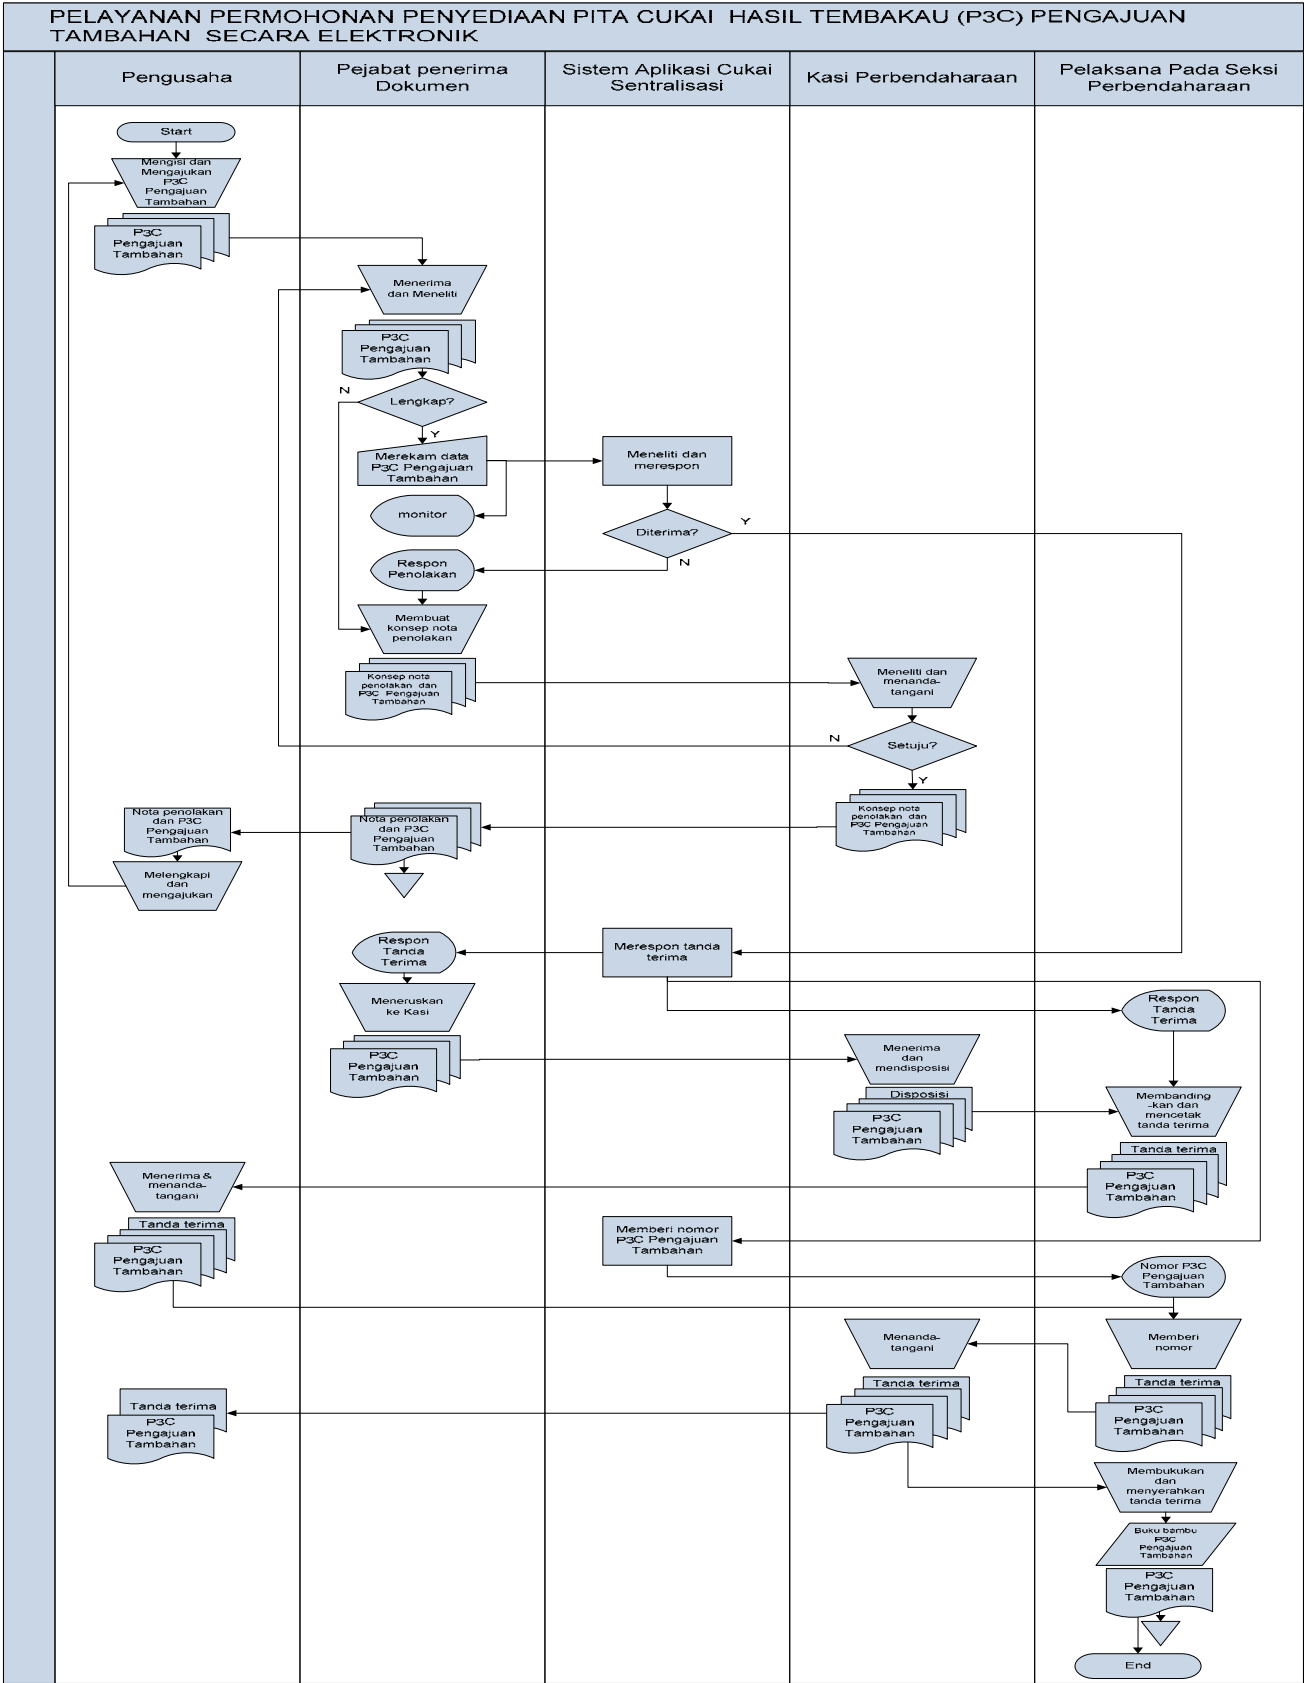 PELAYANAN PERMOHONAN PENYEDIAAN PITA CUKAI HASIL TEMBAKAU (P3C) PENGAJUAN
TAMBAHAN SECARA ELEKTRONIK
Pengusaha
Pejabat penerima
Dokumen
Sistem Aplikasi Cukai
Sentralisasi
Kasi Perbendaharaan
Pelaksana Pada Seksi
Perbendaharaan
Start
Mengisi dan
Mengajukan
P3C
Pengajuan
Tambahan
P3C
Pengajuan
Tambahan
Menerima
dan Meneliti
P3C
Pengajuan
Tambahan
N
Lengkap?
Y
Merekam data
P3C Pengajuan
Tambahan
Meneliti dan
merespon
monitor
Diterima?
Y
N
Respon
Penolakan
Membuat
konsep nota
penolakan
Konsep nota
penolakan dan
P3C Pengajuan
Tambahan
Meneliti dan
menanda-
tangani
N
Setuju?
Y
Konsep nota
penolakan dan
P3C Pengajuan
Tambahan
Nota penolakan
dan P3C
Pengajuan
Tambahan
Nota penolakan
dan P3C
Pengajuan
Tambahan
Melengkapi
dan
mengajukan
Respon
Tanda
Terima
Merespon tanda
terima
Meneruskan
ke Kasi
Respon
Tanda
Terima
P3C
Pengajuan
Tambahan
Menerima
dan
mendisposisi
Disposisi
P3C
Pengajuan
Tambahan
Membanding
-kan dan
mencetak
tanda terima
Tanda terima
P3C
Pengajuan
Tambahan
Menerima &
menanda-
tangani
Tanda terima
P3C
Pengajuan
Tambahan
Memberi nomor
P3C Pengajuan
Tambahan
Nomor P3C
Pengajuan
Tambahan
Menanda-
tangani
Memberi
nomor
Tanda terima
P3C
Pengajuan
Tambahan
Tanda terima
P3C
Pengajuan
Tambahan
Tanda terima
P3C
Pengajuan
Tambahan
Membukukan
dan
menyerahkan
tanda terima
Buku bambu
P3C
Pengajuan
Tambahan
P3C
Pengajuan
Tambahan
End